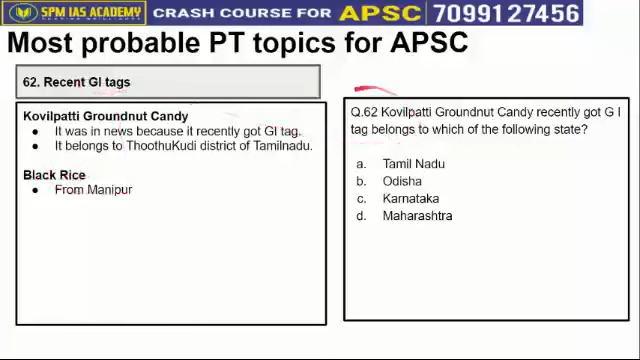 SPM IAS ACADEMY CRASH COURSE FOR APSC 7099127456
Most probable PT topics for APSC
62. Recent GI tags
Kovilpatti Groundnut Candy
● It was in news because it recently got GI tag.
● It belongs to ThoothuKudi district of Tamilnadu.
Black Rice
● From Manipur
Q.62 Kovilpatti Groundnut Candy recently got G I
tag belongs to which of the following state?
a. Tamil Nadu
b. Odisha
c. Karnataka
d. Maharashtra